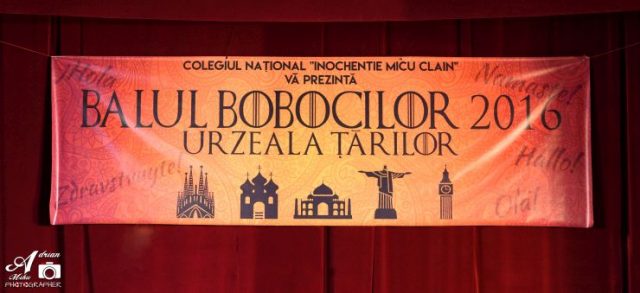 COLEGIUL NAȚIONAL "INOCHENTIE MICU CLAIN"
VĂ PREZINTĂ
¡Hola
Namaste!
BALUL BOBOCILOR 2016
URZEALA ȚĂRILOR
Zdravstvuyte!
Hallo!
Olá!
Adrian
Mihu
PHOTOGRAPHER